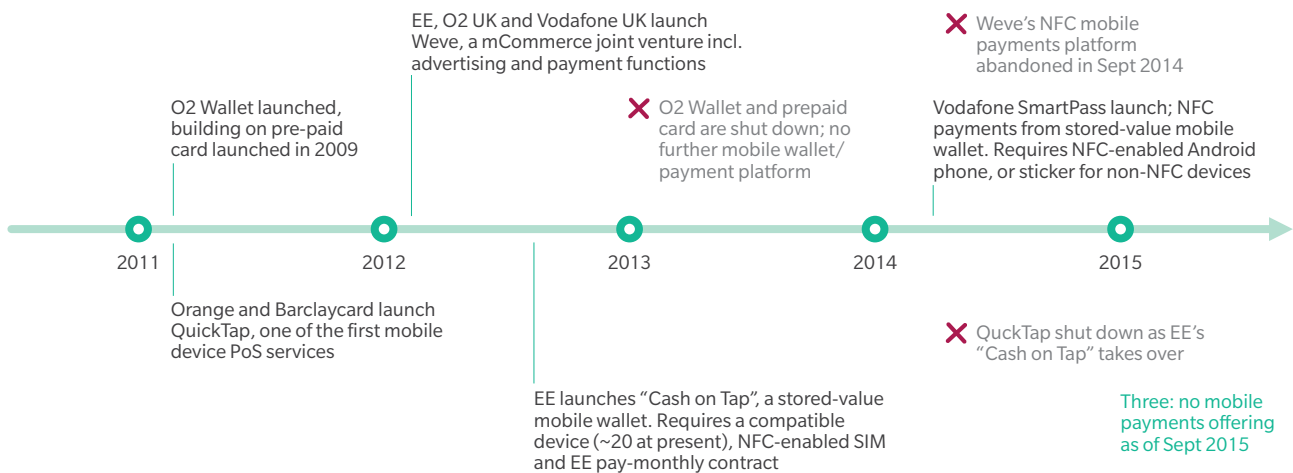 EE, O2 UK and Vodafone UK launch
Weve, a mCommerce joint venture incl.
advertising and payment functions
Weve's NFC mobile
payments platform
abandoned in Sept 2014
O2 Wallet launched,
building on pre-paid
card launched in 2009
O2 Wallet and prepaid
card are shut down; no
further mobile wallet/
payment platform
Vodafone SmartPass launch; NFC
payments from stored-value mobile
wallet. Requires NFC-enabled Android
phone, or sticker for non-NFC devices
2011
2012
2013
2014
2015
Orange and Barclaycard launch
QuickTap, one of the first mobile
device PoS services
QuckTap shut down as EE's
“Cash on Tap” takes over
EE launches “Cash on Tap”, a stored-value
mobile wallet. Requires a compatible
device (~20 at present), NFC-enabled SIM
and EE pay-monthly contract
Three: no mobile
payments offering
as of Sept 2015